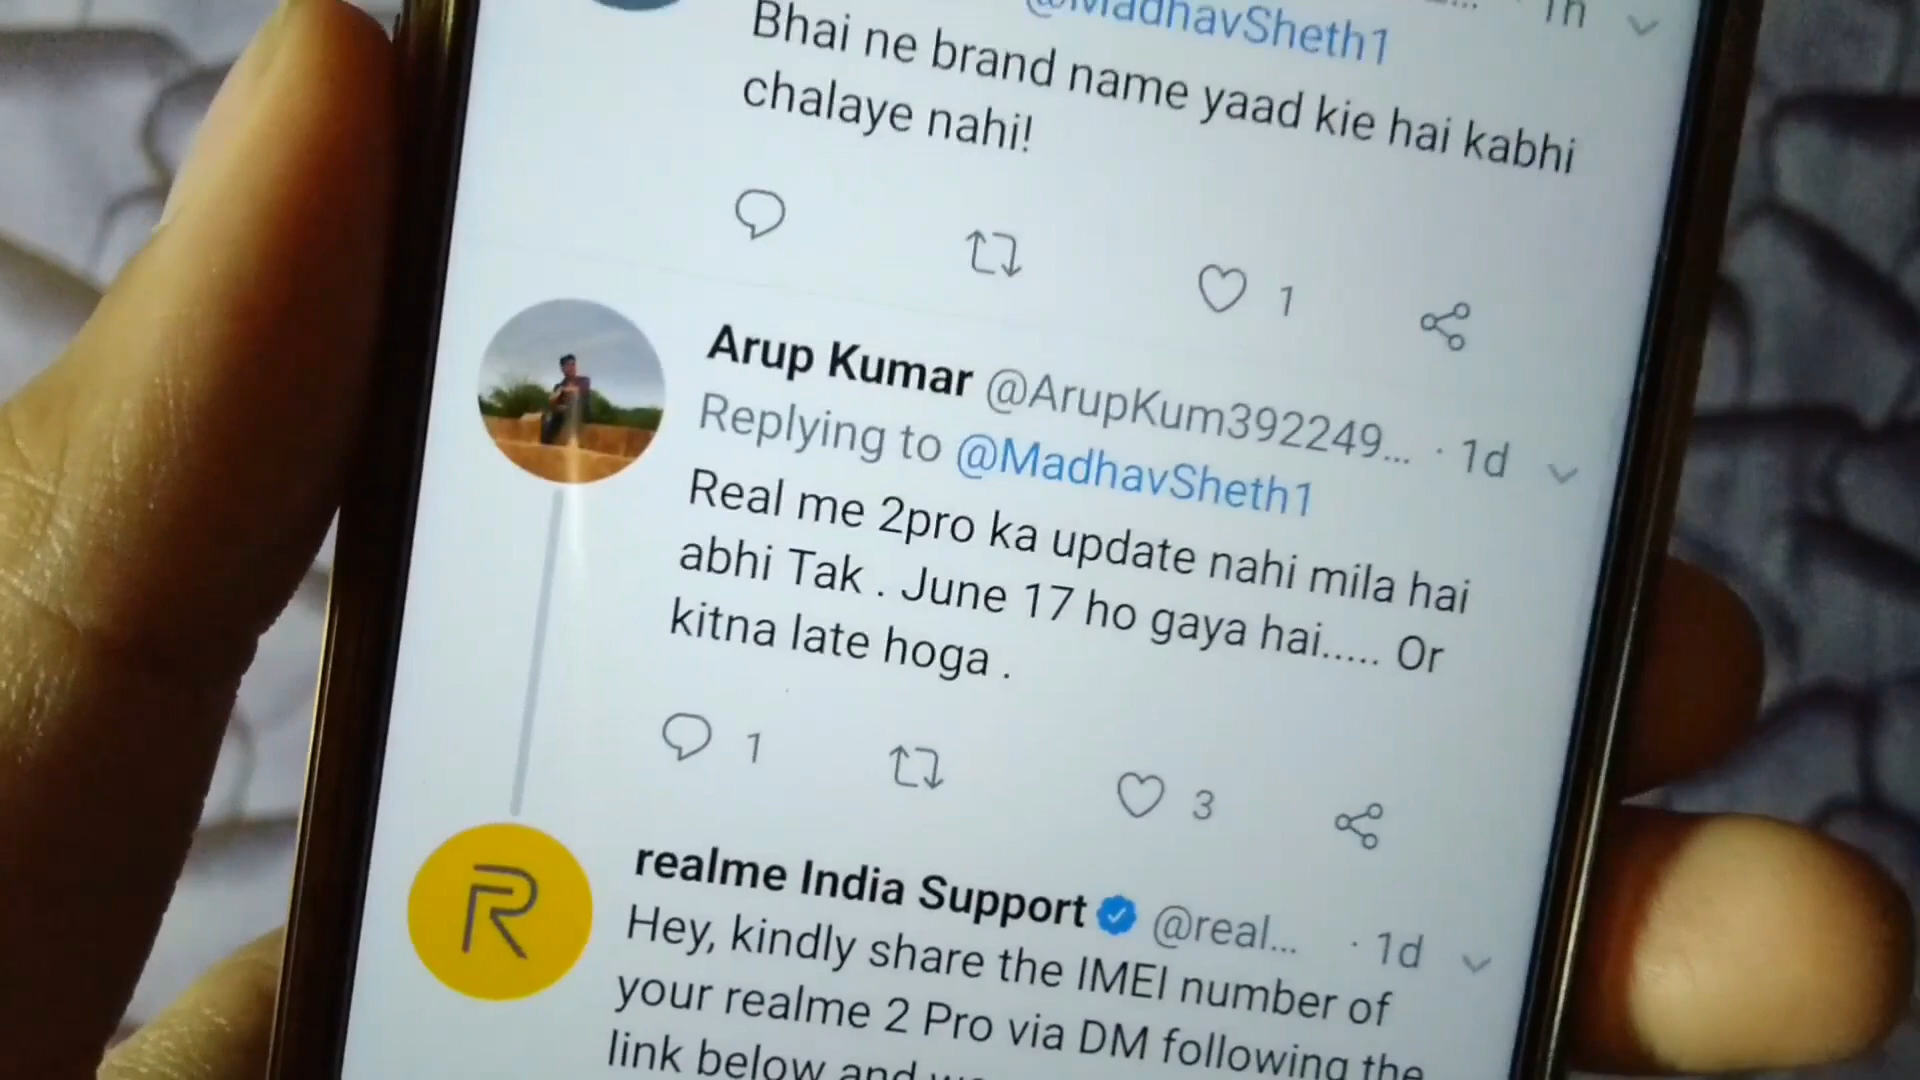 @MadhavSheth1
1h
Bhai ne brand name yaad kie hai kabhi
chalaye nahi!
1
Arup Kumar @ArupKum392249... · 1d
Replying to @MadhavSheth1
Real me 2pro ka update nahi mila hai
abhi Tak . June 17 ho gaya hai..... Or
kitna late hoga .
1
3
realme India Support @real... · 1d
Hey, kindly share the IMEI number of
your realme 2 Pro via DM following the
link below and